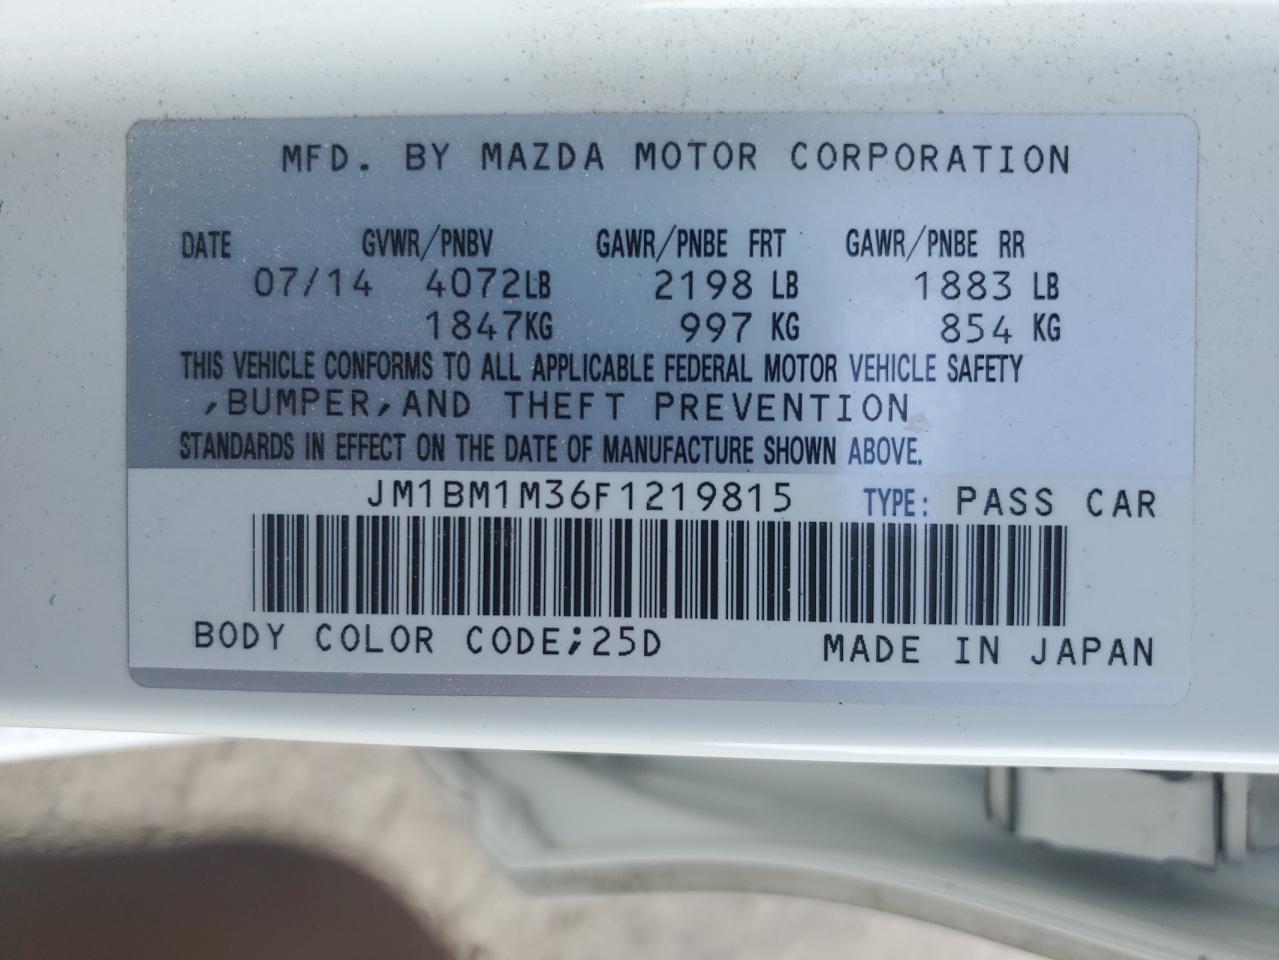 MFD. BY MAZDA MOTOR CORPORATION
DATE GVWR/PNBV GAWR/PNBE FRT GAWR/PNBE RR
07/14 4072LB 2198 LB 1883 LB
1847KG 997 KG 854 KG
THIS VEHICLE CONFORMS TO ALL APPLICABLE FEDERAL MOTOR VEHICLE SAFETY
,BUMPER,AND THEFT PREVENTION
STANDARDS IN EFFECT ON THE DATE OF MANUFACTURE SHOWN ABOVE.
JM1BM1M36F1219815 TYPE: PASS CAR
BODY COLOR CODE;25D MADE IN JAPAN